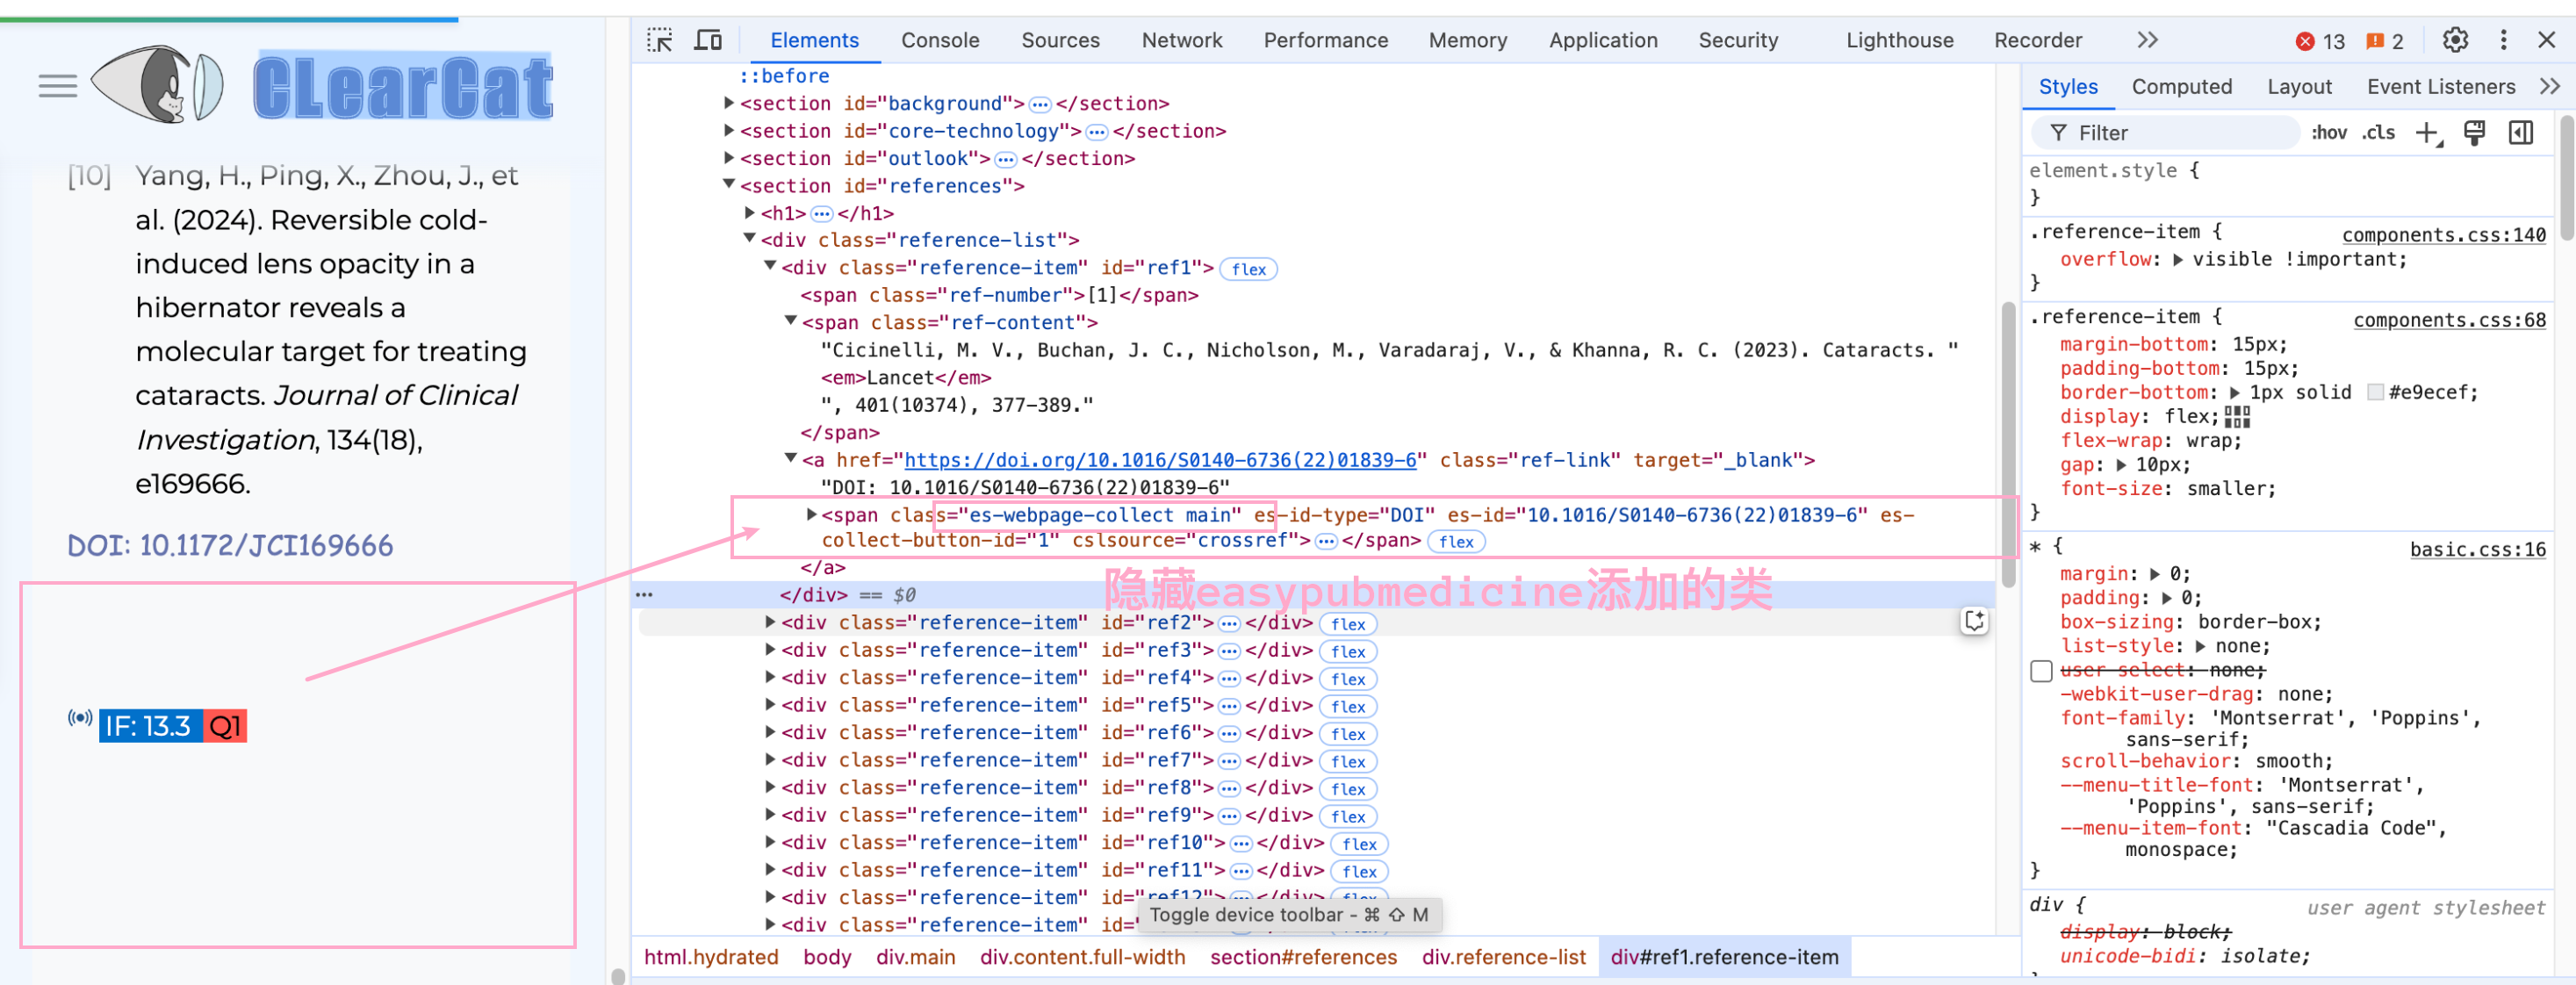 CLearCat
[10] Yang, H., Ping, X., Zhou, J., et
al. (2024). Reversible cold-
induced lens opacity in a
hibernator reveals a
molecular target for treating
cataracts. Journal of Clinical
Investigation, 134(18),
e169666.
DOI: 10.1172/JCI169666
IF: 13.3 Q1
Elements Console Sources Network Performance Memory Application Security Lighthouse Recorder 13 2
::before
<section id="background"> … </section>
<section id="core-technology"> … </section>
<section id="outlook"> … </section>
<section id="references">
<h1> … </h1>
<div class="reference-list">
<div class="reference-item" id="ref1"> flex
<span class="ref-number">[1]</span>
<span class="ref-content">
"Cicinelli, M. V., Buchan, J. C., Nicholson, M., Varadaraj, V., & Khanna, R. C. (2023). Cataracts. "
<em>Lancet</em>
", 401(10374), 377-389."
</span>
<a href="https://doi.org/10.1016/S0140-6736(22)01839-6" class="ref-link" target="_blank">
"DOI: 10.1016/S0140-6736(22)01839-6"
<span class="es-webpage-collect main" es-id-type="DOI" es-id="10.1016/S0140-6736(22)01839-6" es-
collect-button-id="1" cslsource="crossref"> … </span> flex
</a>
隐藏easypubmedicine添加的类
… </div> == $0
<div class="reference-item" id="ref2"> … </div> flex
<div class="reference-item" id="ref3"> … </div> flex
<div class="reference-item" id="ref4"> … </div> flex
<div class="reference-item" id="ref5"> … </div> flex
<div class="reference-item" id="ref6"> … </div> flex
<div class="reference-item" id="ref7"> … </div> flex
<div class="reference-item" id="ref8"> … </div> flex
<div class="reference-item" id="ref9"> … </div> flex
<div class="reference-item" id="ref10"> … </div> flex
<div class="reference-item" id="ref11"> … </div> flex
<div class="reference-item" id="ref12"> … </div> flex
<div class="reference-item" id="
Toggle device toolbar - ⌘ ⇧ M
html.hydrated body div.main div.content.full-width section#references div.reference-list div#ref1.reference-item
Styles Computed Layout Event Listeners
Filter :hov .cls
element.style {
}
.reference-item { components.css:140
overflow: visible !important;
}
.reference-item { components.css:68
margin-bottom: 15px;
padding-bottom: 15px;
border-bottom: 1px solid #e9ecef;
display: flex;
flex-wrap: wrap;
gap: 10px;
font-size: smaller;
}
* { basic.css:16
margin: 0;
padding: 0;
box-sizing: border-box;
list-style: none;
user-select: none;
-webkit-user-drag: none;
font-family: 'Montserrat', 'Poppins',
sans-serif;
scroll-behavior: smooth;
--menu-title-font: 'Montserrat',
'Poppins', sans-serif;
--menu-item-font: "Cascadia Code",
monospace;
}
div { user agent stylesheet
display: block;
unicode-bidi: isolate;